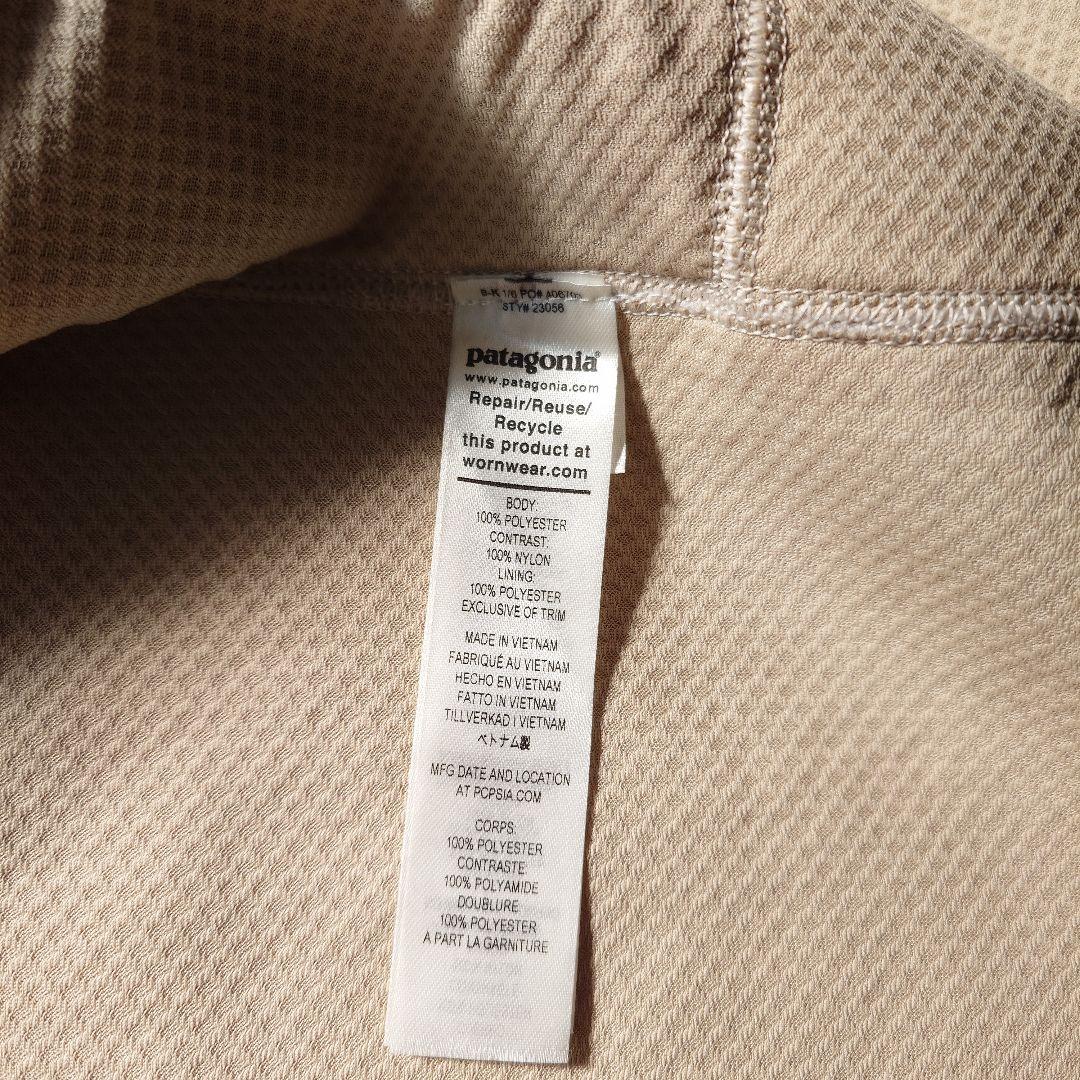 B-K 1/6 PO#
STY# 23056
patagonia®
www.patagonia.com
Repair/Reuse/
Recycle
this product at
wornwear.com
BODY:
100% POLYESTER
CONTRAST:
100% NYLON
LINING:
100% POLYESTER
EXCLUSIVE OF TRIM
MADE IN VIETNAM
FABRIQUÉ AU VIETNAM
HECHO EN VIETNAM
FATTO IN VIETNAM
TILLVERKAD I VIETNAM
ベトナム製
MFG DATE AND LOCATION
AT PCPSIA.COM
CORPS:
100% POLYESTER
CONTRASTE:
100% POLYAMIDE
DOUBLURE:
100% POLYESTER
A PART LA GARNITURE